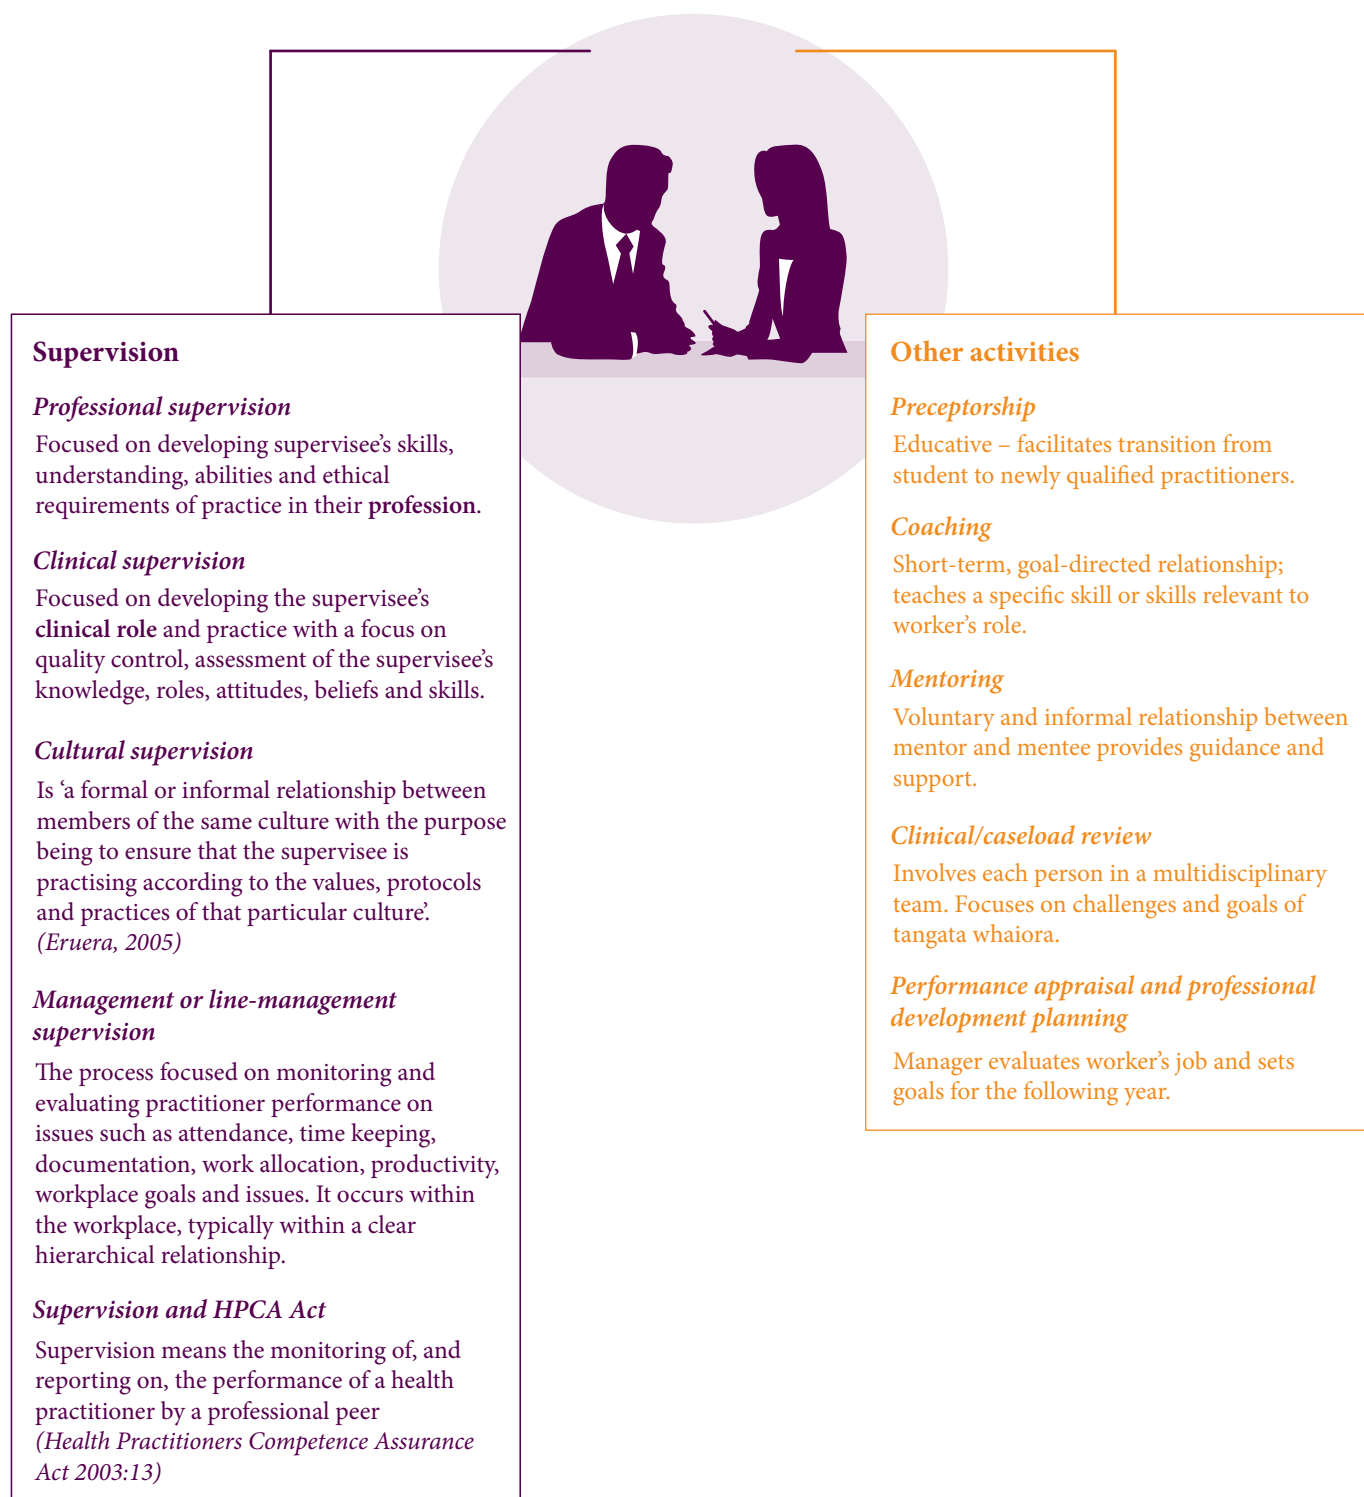 Supervision
Professional supervision
Focused on developing supervisee's skills,
understanding, abilities and ethical
requirements of practice in their profession.
Clinical supervision
Focused on developing the supervisee's
clinical role and practice with a focus on
quality control, assessment of the supervisee's
knowledge, roles, attitudes, beliefs and skills.
Cultural supervision
Is ‘a formal or informal relationship between
members of the same culture with the purpose
being to ensure that the supervisee is
practising according to the values, protocols
and practices of that particular culture’.
(Eruera, 2005)
Management or line-management
supervision
The process focused on monitoring and
evaluating practitioner performance on
issues such as attendance, time keeping,
documentation, work allocation, productivity,
workplace goals and issues. It occurs within
the workplace, typically within a clear
hierarchical relationship.
Supervision and HPCA Act
Supervision means the monitoring of, and
reporting on, the performance of a health
practitioner by a professional peer
(Health Practitioners Competence Assurance
Act 2003:13)
Other activities
Preceptorship
Educative – facilitates transition from
student to newly qualified practitioners.
Coaching
Short-term, goal-directed relationship;
teaches a specific skill or skills relevant to
worker's role.
Mentoring
Voluntary and informal relationship between
mentor and mentee provides guidance and
support.
Clinical/caseload review
Involves each person in a multidisciplinary
team. Focuses on challenges and goals of
tangata whaiora.
Performance appraisal and professional
development planning
Manager evaluates worker's job and sets
goals for the following year.